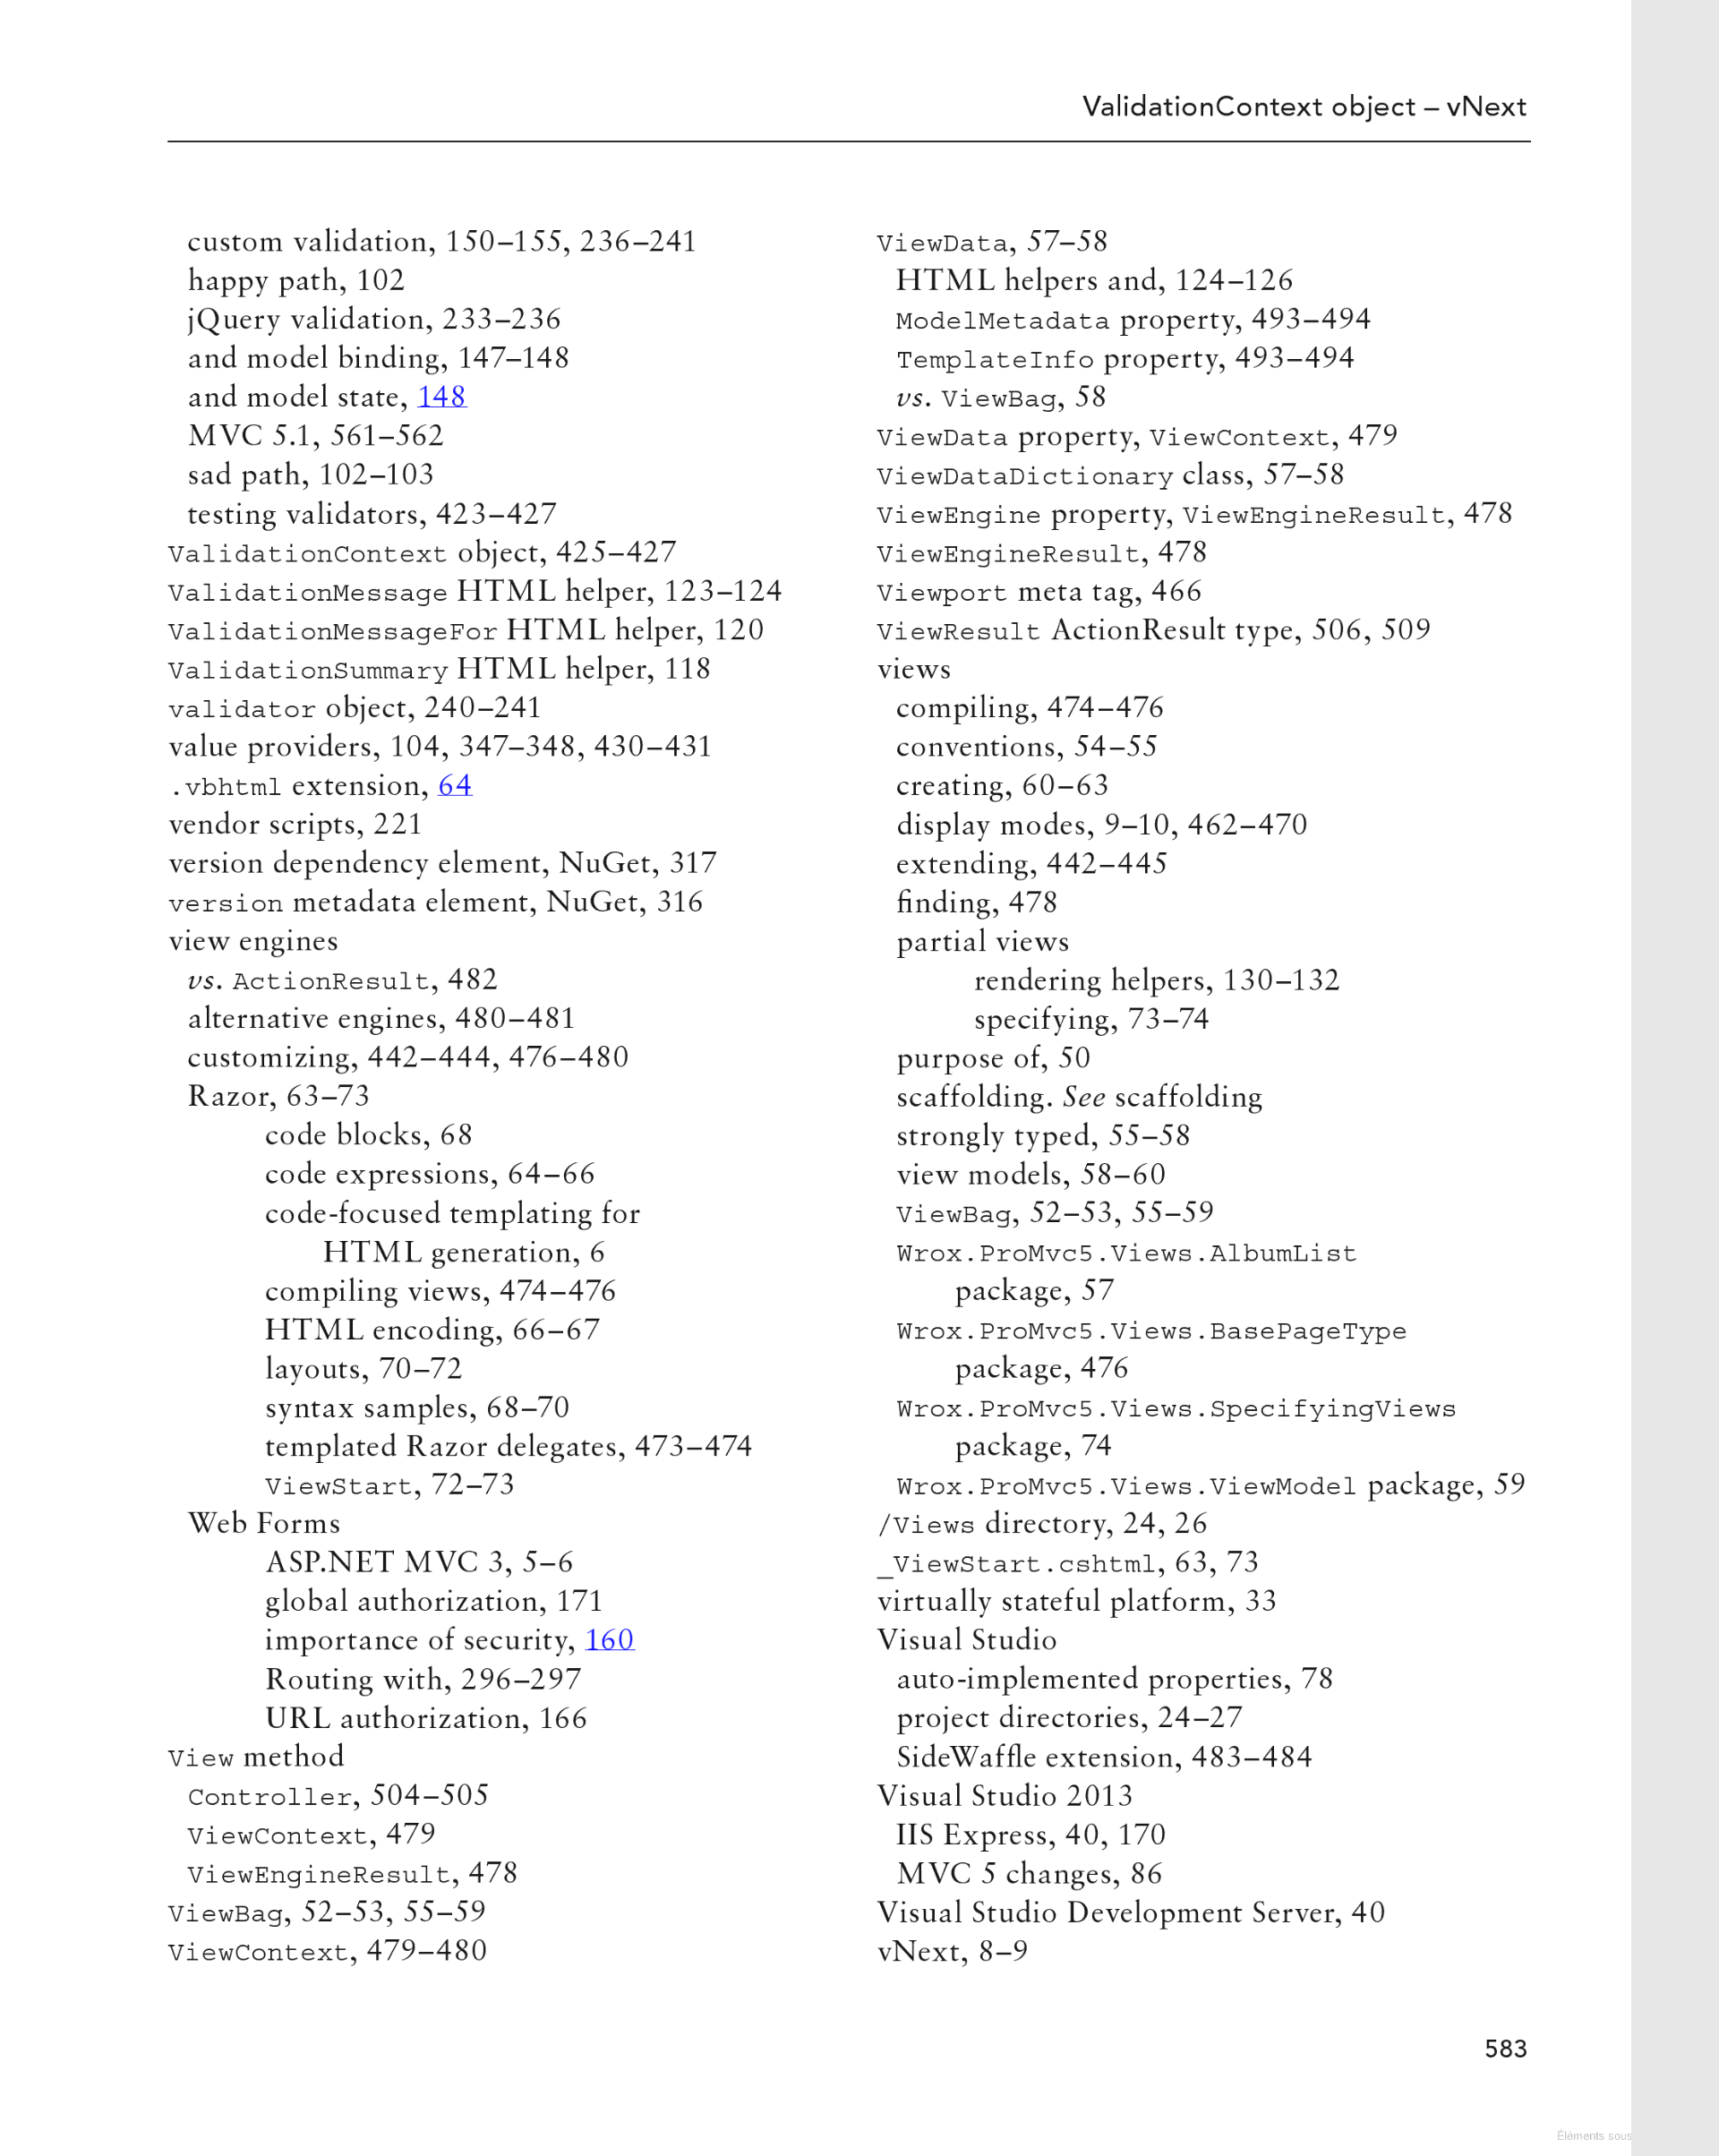 ValidationContext object – vNext
custom validation, 150–155, 236–241
happy path, 102
jQuery validation, 233–236
and model binding, 147–148
and model state, 148
MVC 5.1, 561–562
sad path, 102–103
testing validators, 423–427
ValidationContext object, 425–427
ValidationMessage HTML helper, 123–124
ValidationMessageFor HTML helper, 120
ValidationSummary HTML helper, 118
validator object, 240–241
value providers, 104, 347–348, 430–431
.vbhtml extension, 64
vendor scripts, 221
version dependency element, NuGet, 317
version metadata element, NuGet, 316
view engines
vs. ActionResult, 482
alternative engines, 480–481
customizing, 442–444, 476–480
Razor, 63–73
code blocks, 68
code expressions, 64–66
code-focused templating for
HTML generation, 6
compiling views, 474–476
HTML encoding, 66–67
layouts, 70–72
syntax samples, 68–70
templated Razor delegates, 473–474
ViewStart, 72–73
Web Forms
ASP.NET MVC 3, 5–6
global authorization, 171
importance of security, 160
Routing with, 296–297
URL authorization, 166
View method
Controller, 504–505
ViewContext, 479
ViewEngineResult, 478
ViewBag, 52–53, 55–59
ViewContext, 479–480
ViewData, 57–58
HTML helpers and, 124–126
ModelMetadata property, 493–494
TemplateInfo property, 493–494
vs. ViewBag, 58
ViewData property, ViewContext, 479
ViewDataDictionary class, 57–58
ViewEngine property, ViewEngineResult, 478
ViewEngineResult, 478
Viewport meta tag, 466
ViewResult ActionResult type, 506, 509
views
compiling, 474–476
conventions, 54–55
creating, 60–63
display modes, 9–10, 462–470
extending, 442–445
finding, 478
partial views
rendering helpers, 130–132
specifying, 73–74
purpose of, 50
scaffolding. See scaffolding
strongly typed, 55–58
view models, 58–60
ViewBag, 52–53, 55–59
Wrox.ProMvc5.Views.AlbumList
package, 57
Wrox.ProMvc5.Views.BasePageType
package, 476
Wrox.ProMvc5.Views.SpecifyingViews
package, 74
Wrox.ProMvc5.Views.ViewModel package, 59
/Views directory, 24, 26
_ViewStart.cshtml, 63, 73
virtually stateful platform, 33
Visual Studio
auto-implemented properties, 78
project directories, 24–27
SideWaffle extension, 483–484
Visual Studio 2013
IIS Express, 40, 170
MVC 5 changes, 86
Visual Studio Development Server, 40
vNext, 8–9
583
Éléments sous